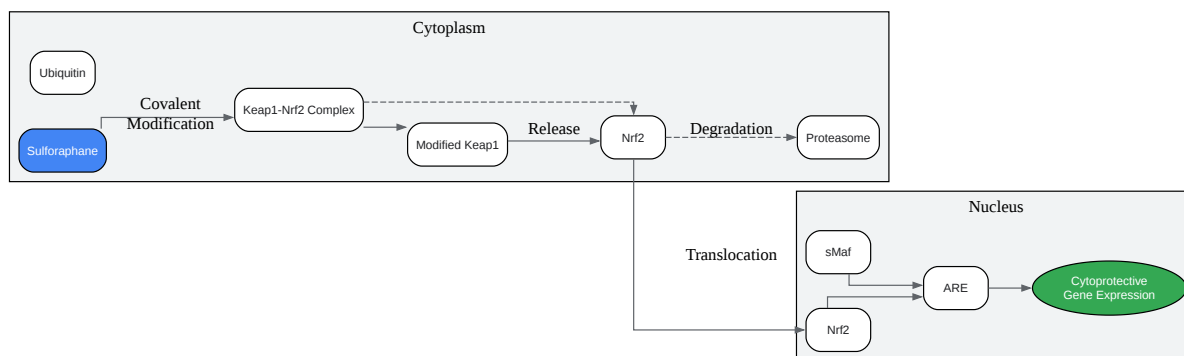 Cytoplasm
Ubiquitin
Covalent
Modification
Keap1-Nrf2 Complex
Sulforaphane
Modified Keap1
Release
Nrf2
Degradation
Proteasome
Nucleus
Translocation
sMaf
ARE
Cytoprotective
Gene Expression
Nrf2